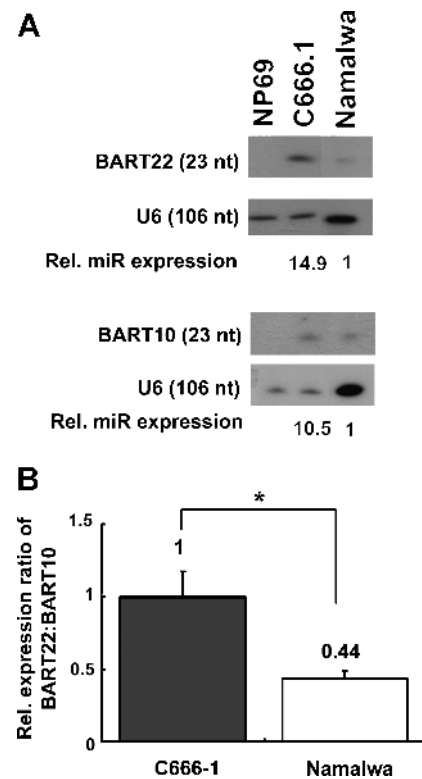 A
NP69
C666.1
Namalwa
BART22 (23 nt)
U6 (106 nt)
Rel. miR expression 14.9 1
BART10 (23 nt)
U6 (106 nt)
Rel. miR expression 10.5 1
B
Rel. expression ratio of
BART22:BART10
1.5
1
0.5
0
*
1
0.44
C666-1 Namalwa